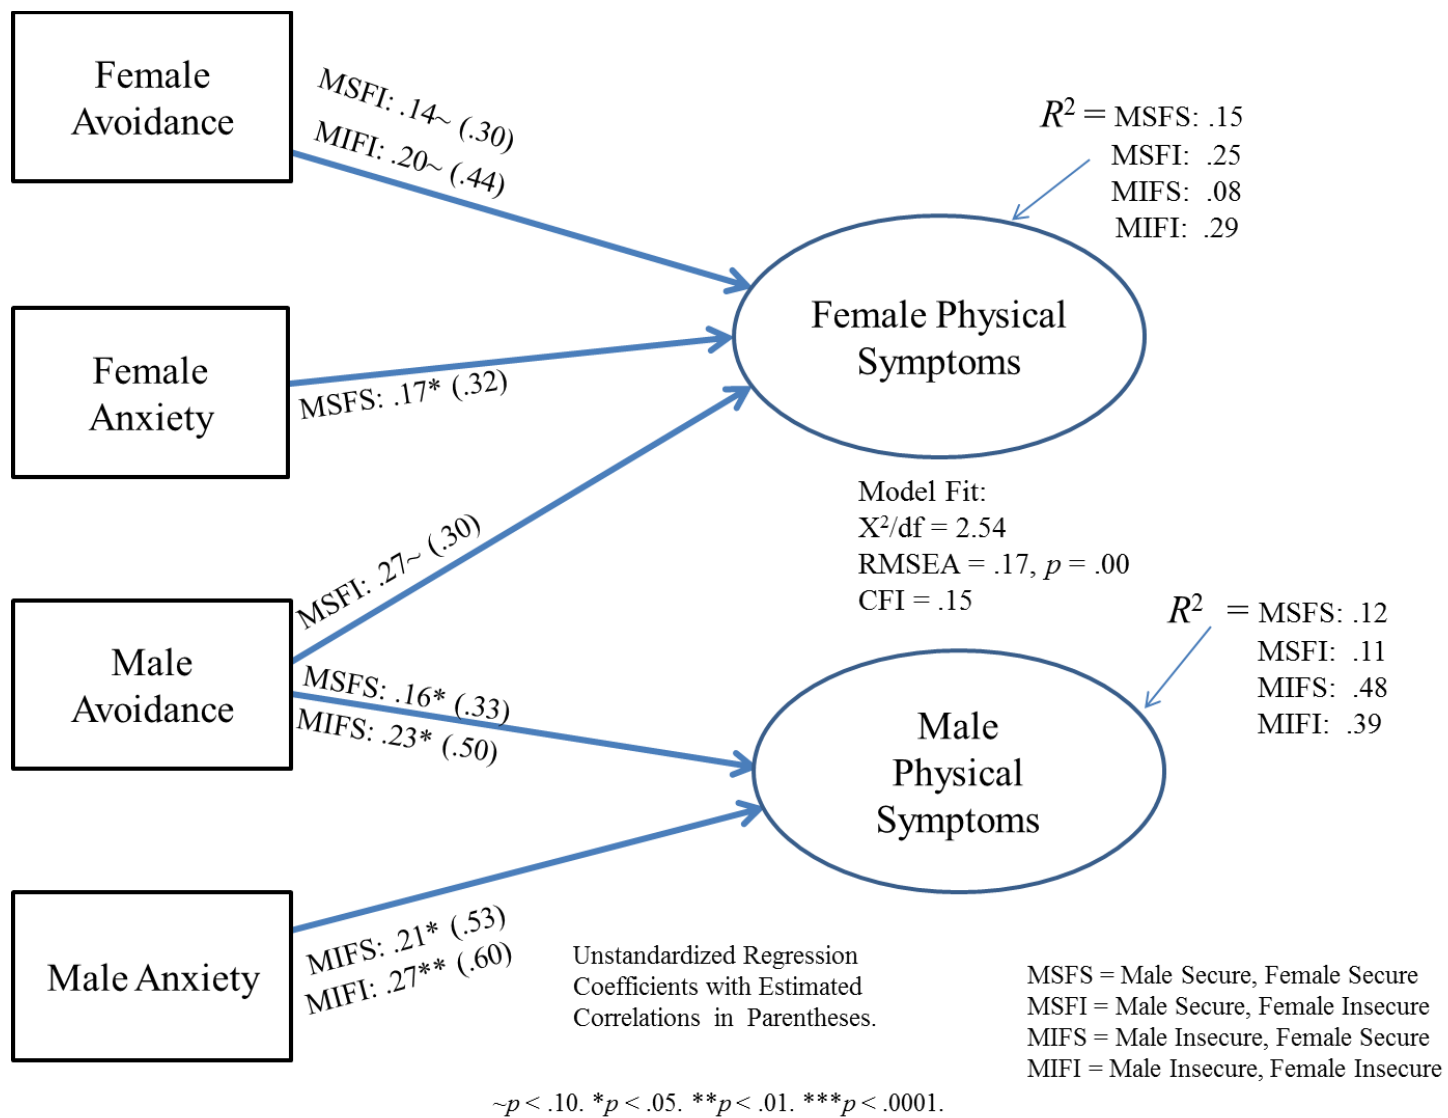 Female
Avoidance
MSFI: .14~ (.30)
MIFI: .20~ (.44)
R² = MSFS: .15
MSFI: .25
MIFS: .08
MIFI: .29
Female Physical
Symptoms
Female
Anxiety
MSFS: .17* (.32)
Model Fit:
X²/df = 2.54
RMSEA = .17, p = .00
CFI = .15
MSFI: .27~ (.30)
Male
Avoidance
MSFS: .16* (.33)
MIFS: .23* (.50)
R² = MSFS: .12
MSFI: .11
MIFS: .48
MIFI: .39
Male
Physical
Symptoms
Male Anxiety
MIFS: .21* (.53)
MIFI: .27** (.60)
Unstandardized Regression
Coefficients with Estimated
Correlations in Parentheses.
MSFS = Male Secure, Female Secure
MSFI = Male Secure, Female Insecure
MIFS = Male Insecure, Female Secure
MIFI = Male Insecure, Female Insecure
~p < .10. *p < .05. **p < .01. ***p < .0001.